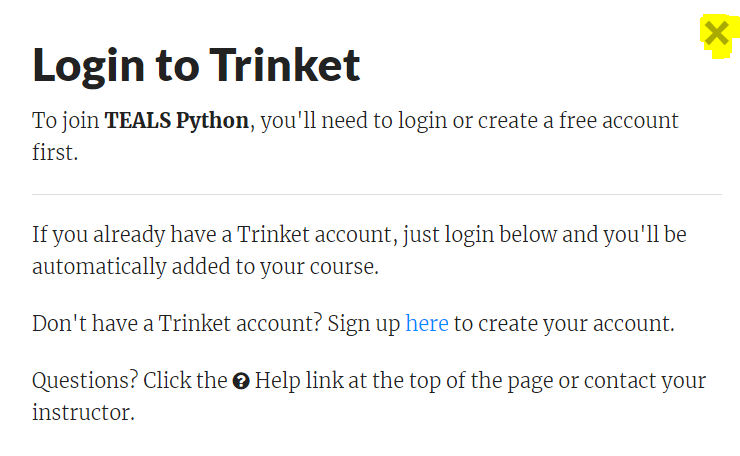 Login to Trinket
To join TEALS Python, you'll need to login or create a free account
first.
If you already have a Trinket account, just login below and you'll be
automatically added to your course.
Don't have a Trinket account? Sign up here to create your account.
Questions? Click the ? Help link at the top of the page or contact your
instructor.